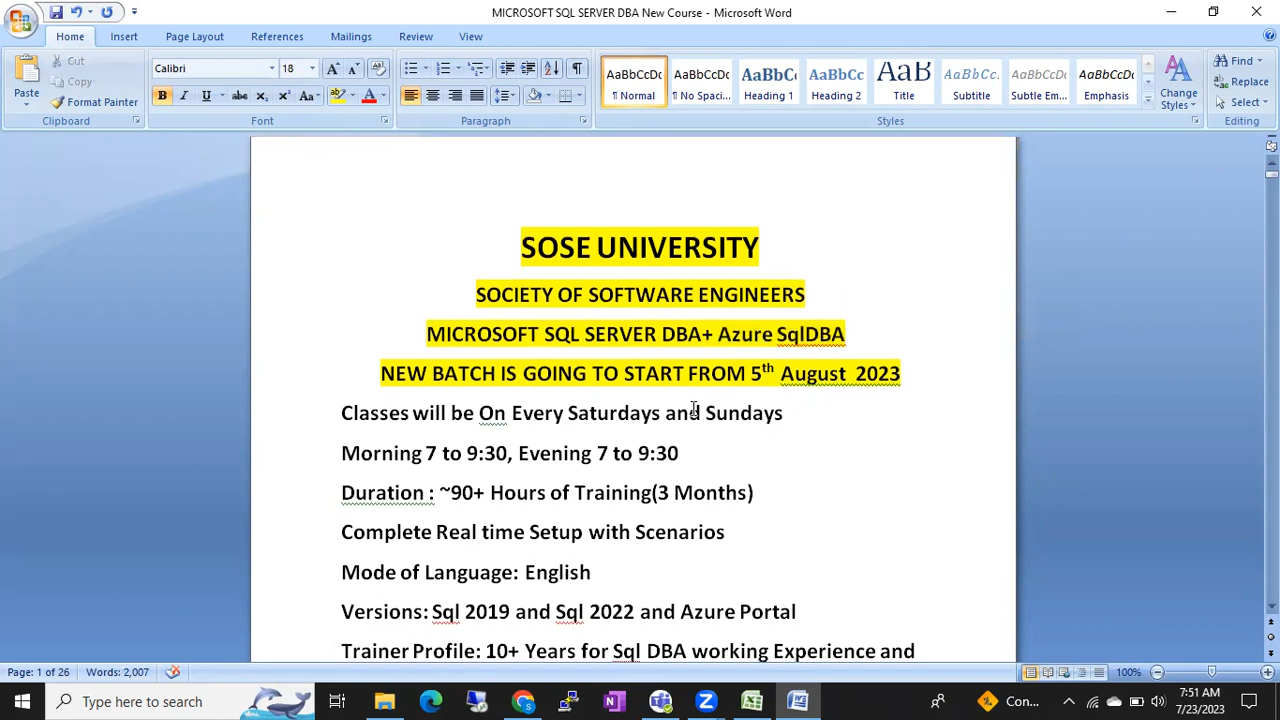 MICROSOFT SQL SERVER DBA New Course - Microsoft Word
Home Insert Page Layout References Mailings Review View
Paste
Cut
Copy
Format Painter
Clipboard
Calibri 18
Font
Paragraph
AaBbCcDc AaBbCcDc AaBbCc AaBbCc AaB AaBbCc. AaBbCcDc AaBbCcDc
¶ Normal ¶ No Spaci... Heading 1 Heading 2 Title Subtitle Subtle Em... Emphasis
Change Styles
Styles
Find
Replace
Select
Editing
SOSE UNIVERSITY
SOCIETY OF SOFTWARE ENGINEERS
MICROSOFT SQL SERVER DBA+ Azure SqlDBA
NEW BATCH IS GOING TO START FROM 5th August 2023
Classes will be On Every Saturdays and Sundays
Morning 7 to 9:30, Evening 7 to 9:30
Duration : ~90+ Hours of Training(3 Months)
Complete Real time Setup with Scenarios
Mode of Language: English
Versions: Sql 2019 and Sql 2022 and Azure Portal
Trainer Profile: 10+ Years for Sql DBA working Experience and
Page: 1 of 26 Words: 2,007 100%
Type here to search
Con...
7:51 AM
7/23/2023